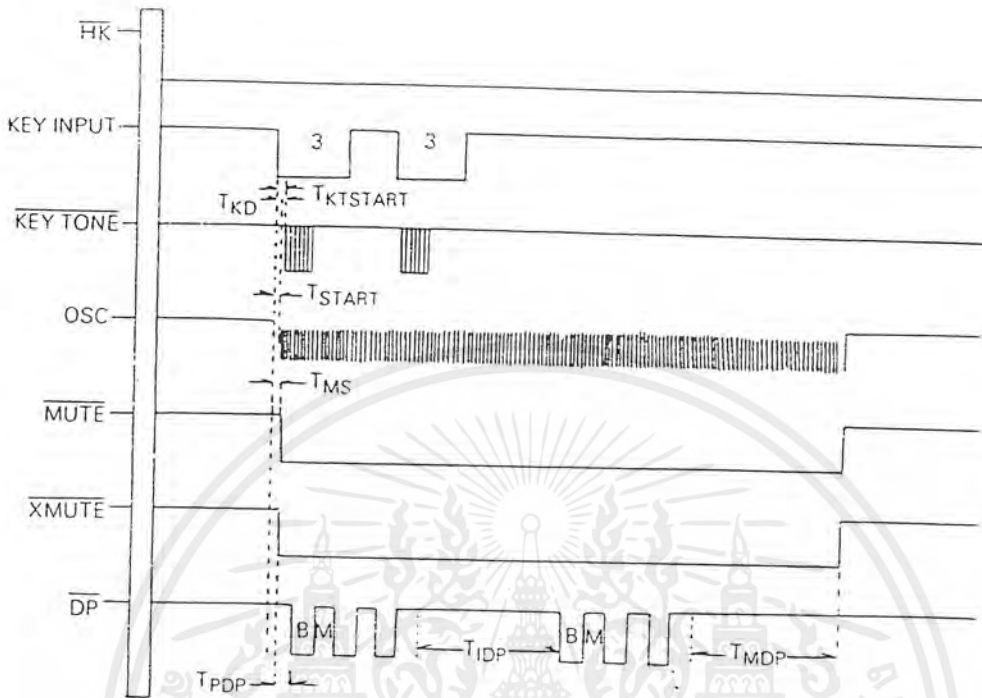 HK
KEY INPUT
3 3
TKD TKTSTART
KEY TONE
TSTART
OSC
TMS
MUTE
XMUTE
DP
B M TIDP B M TMDP
TPDP